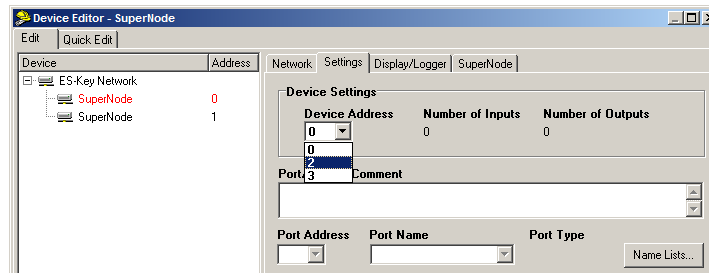 Device Editor - SuperNode
Edit Quick Edit
Device Address
ES-Key Network
SuperNode 0
SuperNode 1
Network Settings Display/Logger SuperNode
Device Settings
Device Address Number of Inputs Number of Outputs
0 0 0
0
2
3
Comment
Port Address Port Name Port Type
Name Lists...